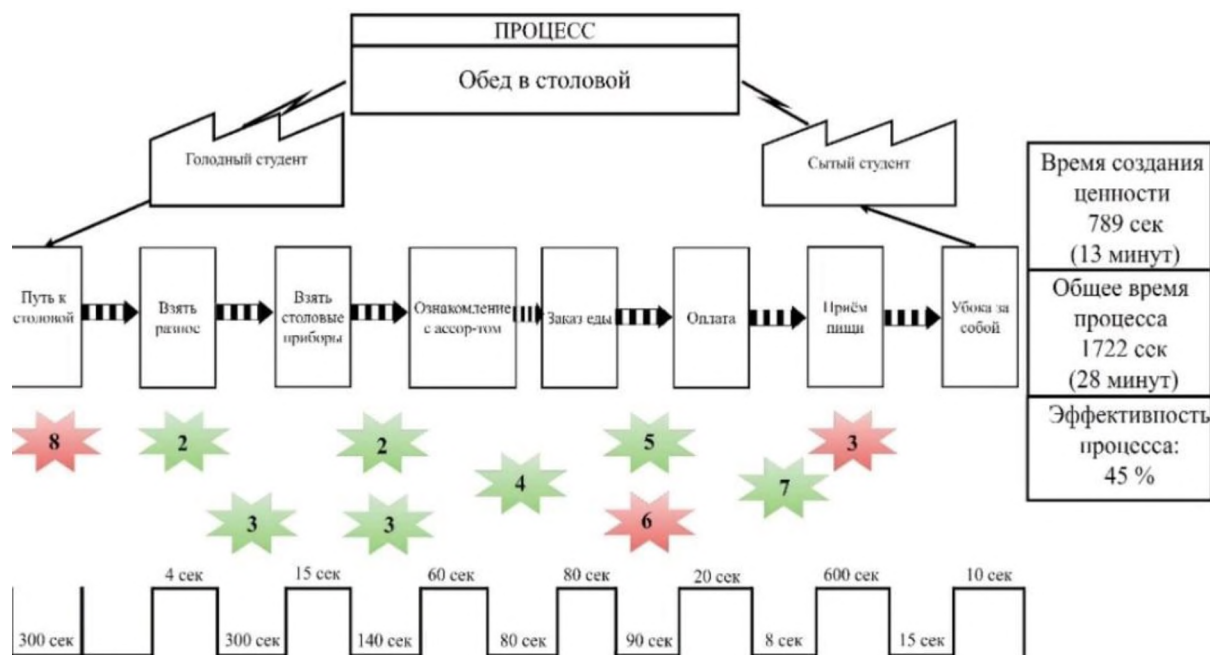 ПРОЦЕСС
Обед в столовой
Голодный студент
Сытый студент
Время создания
ценности
789 сек
(13 минут)
Общее время
процесса
1722 сек
(28 минут)
Эффективность
процесса:
45 %
Путь к
столовой
Взять
разнос
Взять
столовые
приборы
Ознакомление
с ассор-том
Заказ еды
Оплата
Приём
пищи
Убока за
собой
8
2
2
5
3
4
7
3
3
6
4 сек
15 сек
60 сек
80 сек
20 сек
600 сек
10 сек
300 сек
300 сек
140 сек
80 сек
90 сек
8 сек
15 сек